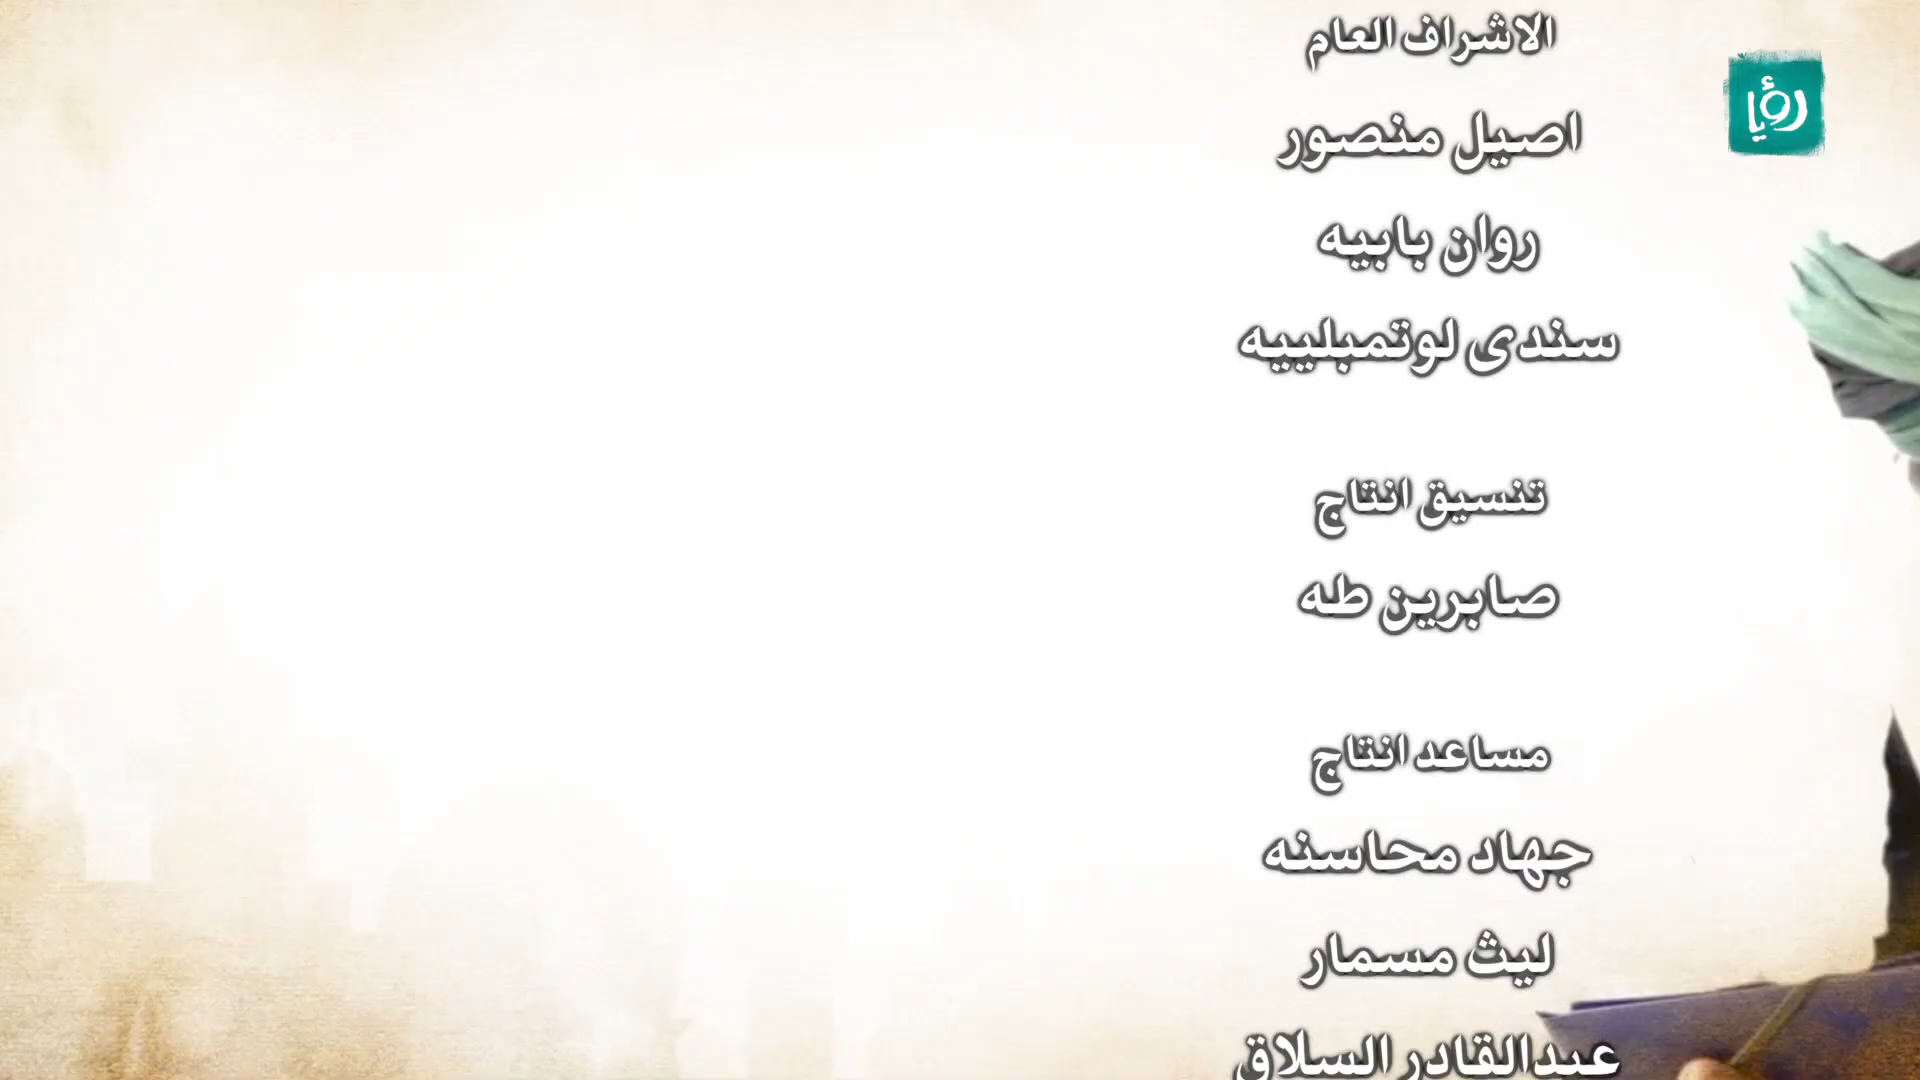 الاشراف العام
رؤيا
اصيل منصور
روان بابيه
سندى لوتمبلييه
تنسيق انتاج
صابرين طه
مساعد انتاج
جهاد محاسنه
ليث مسمار
عبدالقادر السلاق